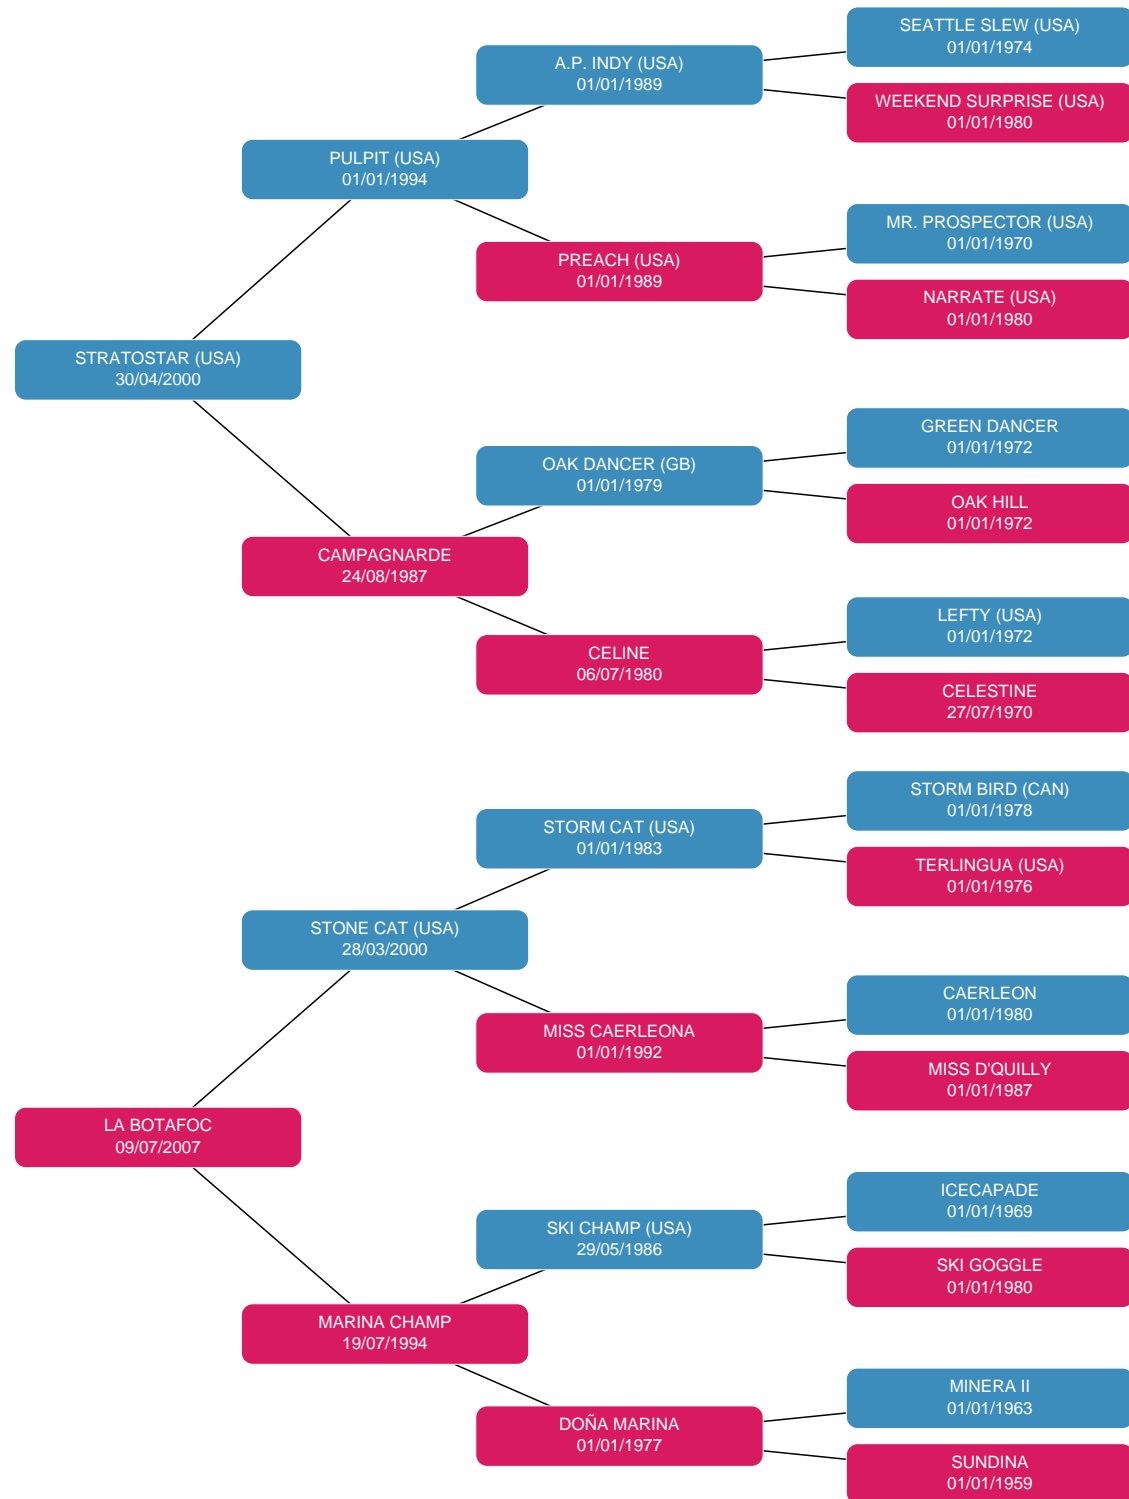 SEATTLE SLEW (USA)
01/01/1974
A.P. INDY (USA)
01/01/1989
WEEKEND SURPRISE (USA)
01/01/1980
PULPIT (USA)
01/01/1994
MR. PROSPECTOR (USA)
01/01/1970
PREACH (USA)
01/01/1989
NARRATE (USA)
01/01/1980
STRATOSTAR (USA)
30/04/2000
GREEN DANCER
01/01/1972
OAK DANCER (GB)
01/01/1979
OAK HILL
01/01/1972
CAMPAGNARDE
24/08/1987
LEFTY (USA)
01/01/1972
CELINE
06/07/1980
CELESTINE
27/07/1970
STORM BIRD (CAN)
01/01/1978
STORM CAT (USA)
01/01/1983
TERLINGUA (USA)
01/01/1976
STONE CAT (USA)
28/03/2000
CAERLEON
01/01/1980
MISS CAERLEONA
01/01/1992
MISS D'QUILLY
01/01/1987
LA BOTAFOC
09/07/2007
ICECAPADE
01/01/1969
SKI CHAMP (USA)
29/05/1986
SKI GOGGLE
01/01/1980
MARINA CHAMP
19/07/1994
MINERA II
01/01/1963
DOÑA MARINA
01/01/1977
SUNDINA
01/01/1959